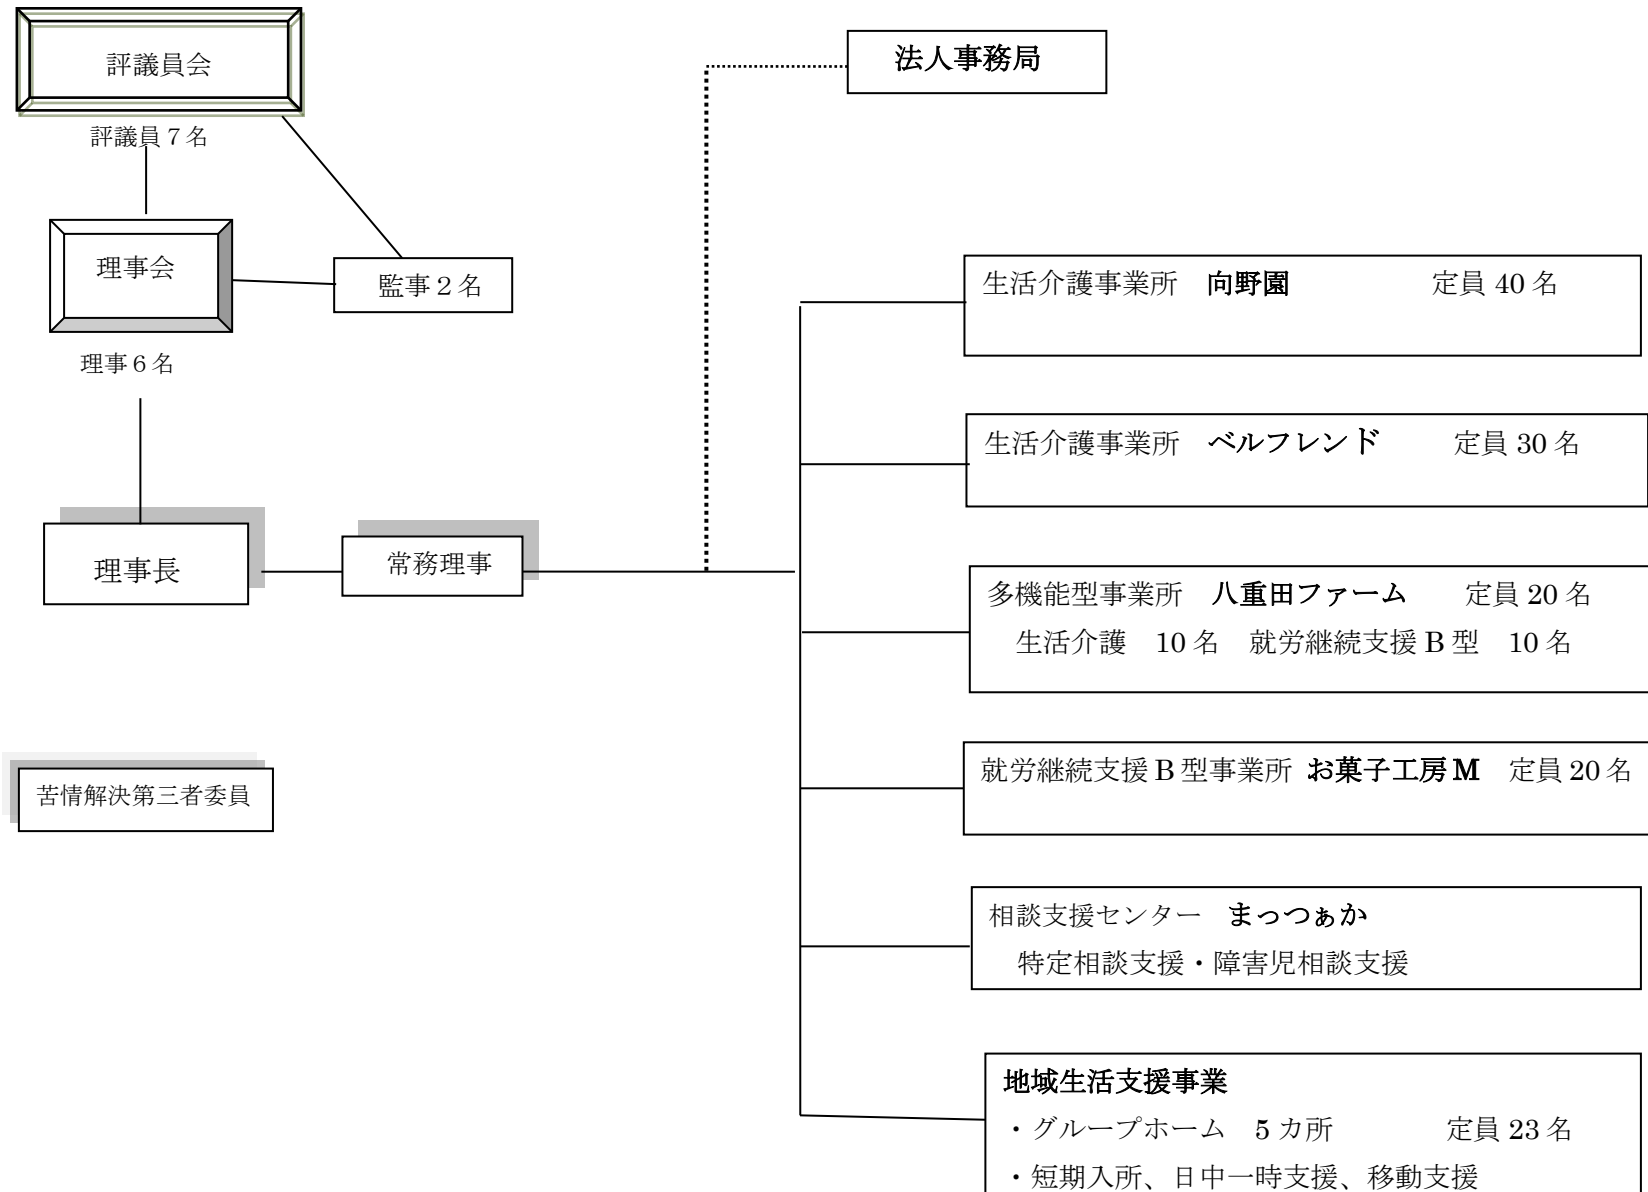 評議員会
評議員７名
理事会
監事２名
理事６名
理事長
常務理事
苦情解決第三者委員
法人事務局
生活介護事業所　向野園　定員 40 名
生活介護事業所　ベルフレンド　定員 30 名
多機能型事業所　八重田ファーム　定員 20 名
生活介護　10 名　就労継続支援 B 型　10 名
就労継続支援 B 型事業所 お菓子工房 M　定員 20 名
相談支援センター　まっつぁか
特定相談支援・障害児相談支援
地域生活支援事業
・グループホーム　5 カ所　定員 23 名
・短期入所、日中一時支援、移動支援